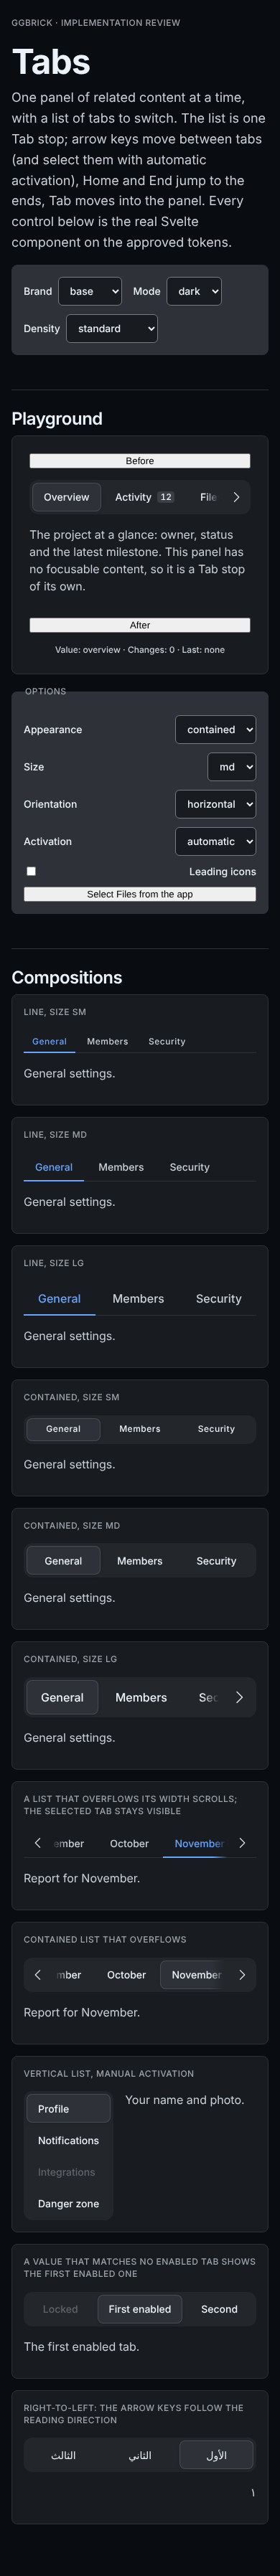 GGBRICK · IMPLEMENTATION REVIEW
Tabs
One panel of related content at a time,
with a list of tabs to switch. The list is one
Tab stop; arrow keys move between tabs
(and select them with automatic
activation), Home and End jump to the
ends, Tab moves into the panel. Every
control below is the real Svelte
component on the approved tokens.
Brand base Mode dark
Density standard
Playground
Before
Overview Activity 12 File
The project at a glance: owner, status
and the latest milestone. This panel has
no focusable content, so it is a Tab stop
of its own.
After
Value: overview · Changes: 0 · Last: none
OPTIONS
Appearance contained
Size md
Orientation horizontal
Activation automatic
Leading icons
Select Files from the app
Compositions
LINE, SIZE SM
General Members Security
General settings.
LINE, SIZE MD
General Members Security
General settings.
LINE, SIZE LG
General Members Security
General settings.
CONTAINED, SIZE SM
General Members Security
General settings.
CONTAINED, SIZE MD
General Members Security
General settings.
CONTAINED, SIZE LG
General Members Sec
General settings.
A LIST THAT OVERFLOWS ITS WIDTH SCROLLS;
THE SELECTED TAB STAYS VISIBLE
ember October November
Report for November.
CONTAINED LIST THAT OVERFLOWS
mber October November
Report for November.
VERTICAL LIST, MANUAL ACTIVATION
Profile Your name and photo.
Notifications
Integrations
Danger zone
A VALUE THAT MATCHES NO ENABLED TAB SHOWS
THE FIRST ENABLED ONE
Locked First enabled Second
The first enabled tab.
RIGHT-TO-LEFT: THE ARROW KEYS FOLLOW THE
READING DIRECTION
الأول الثاني الثالث
١